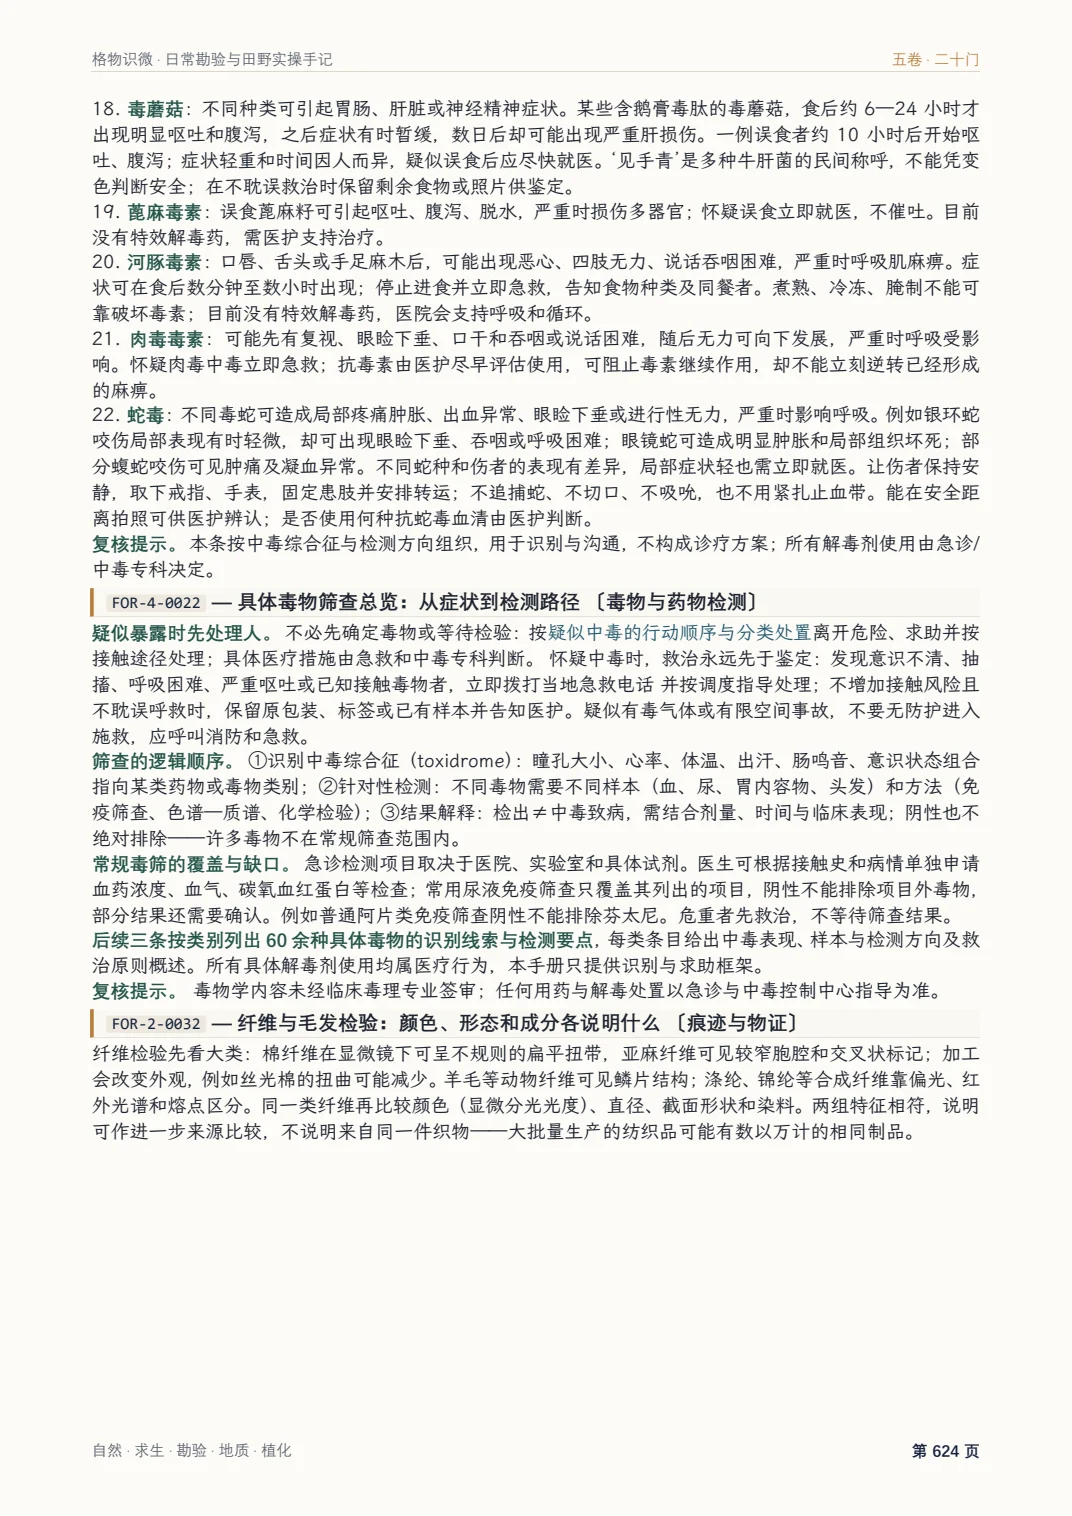 格物识微 · 日常勘验与田野实操手记
五卷 · 二十门
18. 毒蘑菇：不同种类可引起胃肠、肝脏或神经精神症状。某些含鹅膏毒肽的毒蘑菇，食后约 6—24 小时才
出现明显呕吐和腹泻，之后症状有时暂缓，数日后却可能出现严重肝损伤。一例误食者约 10 小时后开始呕
吐、腹泻；症状轻重和时间因人而异，疑似误食后应尽快就医。‘见手青’是多种牛肝菌的民间称呼，不能凭变
色判断安全；在不耽误救治时保留剩余食物或照片供鉴定。
19. 蓖麻毒素：误食蓖麻籽可引起呕吐、腹泻、脱水，严重时损伤多器官；怀疑误食立即就医，不催吐。目前
没有特效解毒药，需医护支持治疗。
20. 河豚毒素：口唇、舌头或手足麻木后，可能出现恶心、四肢无力、说话吞咽困难，严重时呼吸肌麻痹。症
状可在食后数分钟至数小时出现；停止进食并立即急救，告知食物种类及同餐者。煮熟、冷冻、腌制不能可
靠破坏毒素；目前没有特效解毒药，医院会支持呼吸和循环。
21. 肉毒毒素：可能先有复视、眼睑下垂、口干和吞咽或说话困难，随后无力可向下发展，严重时呼吸受影
响。怀疑肉毒中毒立即急救；抗毒素由医护尽早评估使用，可阻止毒素继续作用，却不能立刻逆转已经形成
的麻痹。
22. 蛇毒：不同毒蛇可造成局部疼痛肿胀、出血异常、眼睑下垂或进行性无力，严重时影响呼吸。例如银环蛇
咬伤局部表现有时轻微，却可出现眼睑下垂、吞咽或呼吸困难；眼镜蛇可造成明显肿胀和局部组织坏死；部
分蝮蛇咬伤可见肿痛及凝血异常。不同蛇种和伤者的表现有差异，局部症状轻也需立即就医。让伤者保持安
静，取下戒指、手表，固定患肢并安排转运；不追捕蛇、不切口、不吸吮，也不用紧扎止血带。能在安全距
离拍照可供医护辨认；是否使用何种抗蛇毒血清由医护判断。
复核提示。本条按中毒综合征与检测方向组织，用于识别与沟通，不构成诊疗方案；所有解毒剂使用由急诊/
中毒专科决定。
FOR-4-0022 — 具体毒物筛查总览：从症状到检测路径 〔毒物与药物检测〕
疑似暴露时先处理人。 不必先确定毒物或等待检验：按疑似中毒的行动顺序与分类处置离开危险、求助并按
接触途径处理；具体医疗措施由急救和中毒专科判断。 怀疑中毒时，救治永远先于鉴定：发现意识不清、抽
搐、呼吸困难、严重呕吐或已知接触毒物者，立即拨打当地急救电话 并按调度指导处理；不增加接触风险且
不耽误呼救时，保留原包装、标签或已有样本并告知医护。疑似有毒气体或有限空间事故，不要无防护进入
施救，应呼叫消防和急救。
筛查的逻辑顺序。 ①识别中毒综合征（toxidrome）：瞳孔大小、心率、体温、出汗、肠鸣音、意识状态组合
指向某类药物或毒物类别；②针对性检测：不同毒物需要不同样本（血、尿、胃内容物、头发）和方法（免
疫筛查、色谱—质谱、化学检验）；③结果解释：检出≠中毒致病，需结合剂量、时间与临床表现；阴性也不
绝对排除——许多毒物不在常规筛查范围内。
常规毒筛的覆盖与缺口。 急诊检测项目取决于医院、实验室和具体试剂。医生可根据接触史和病情单独申请
血药浓度、血气、碳氧血红蛋白等检查；常用尿液免疫筛查只覆盖其列出的项目，阴性不能排除项目外毒物，
部分结果还需要确认。例如普通阿片类免疫筛查阴性不能排除芬太尼。危重者先救治，不等待筛查结果。
后续三条按类别列出 60 余种具体毒物的识别线索与检测要点，每类条目给出中毒表现、样本与检测方向及救
治原则概述。所有具体解毒剂使用均属医疗行为，本手册只提供识别与求助框架。
复核提示。 毒物学内容未经临床毒理专业签审；任何用药与解毒处置以急诊与中毒控制中心指导为准。
FOR-2-0032 — 纤维与毛发检验：颜色、形态和成分各说明什么 〔痕迹与物证〕
纤维检验先看大类：棉纤维在显微镜下可呈不规则的扁平扭带，亚麻纤维可见较窄胞腔和交叉状标记；加工
会改变外观，例如丝光棉的扭曲可能减少。羊毛等动物纤维可见鳞片结构；涤纶、锦纶等合成纤维靠偏光、红
外光谱和熔点区分。同一类纤维再比较颜色（显微分光光度）、直径、截面形状和染料。两组特征相符，说明
可作进一步来源比较，不说明来自同一件织物——大批量生产的纺织品可能有数以万计的相同制品。
自然 · 求生 · 勘验 · 地质 · 植化
第 624 页